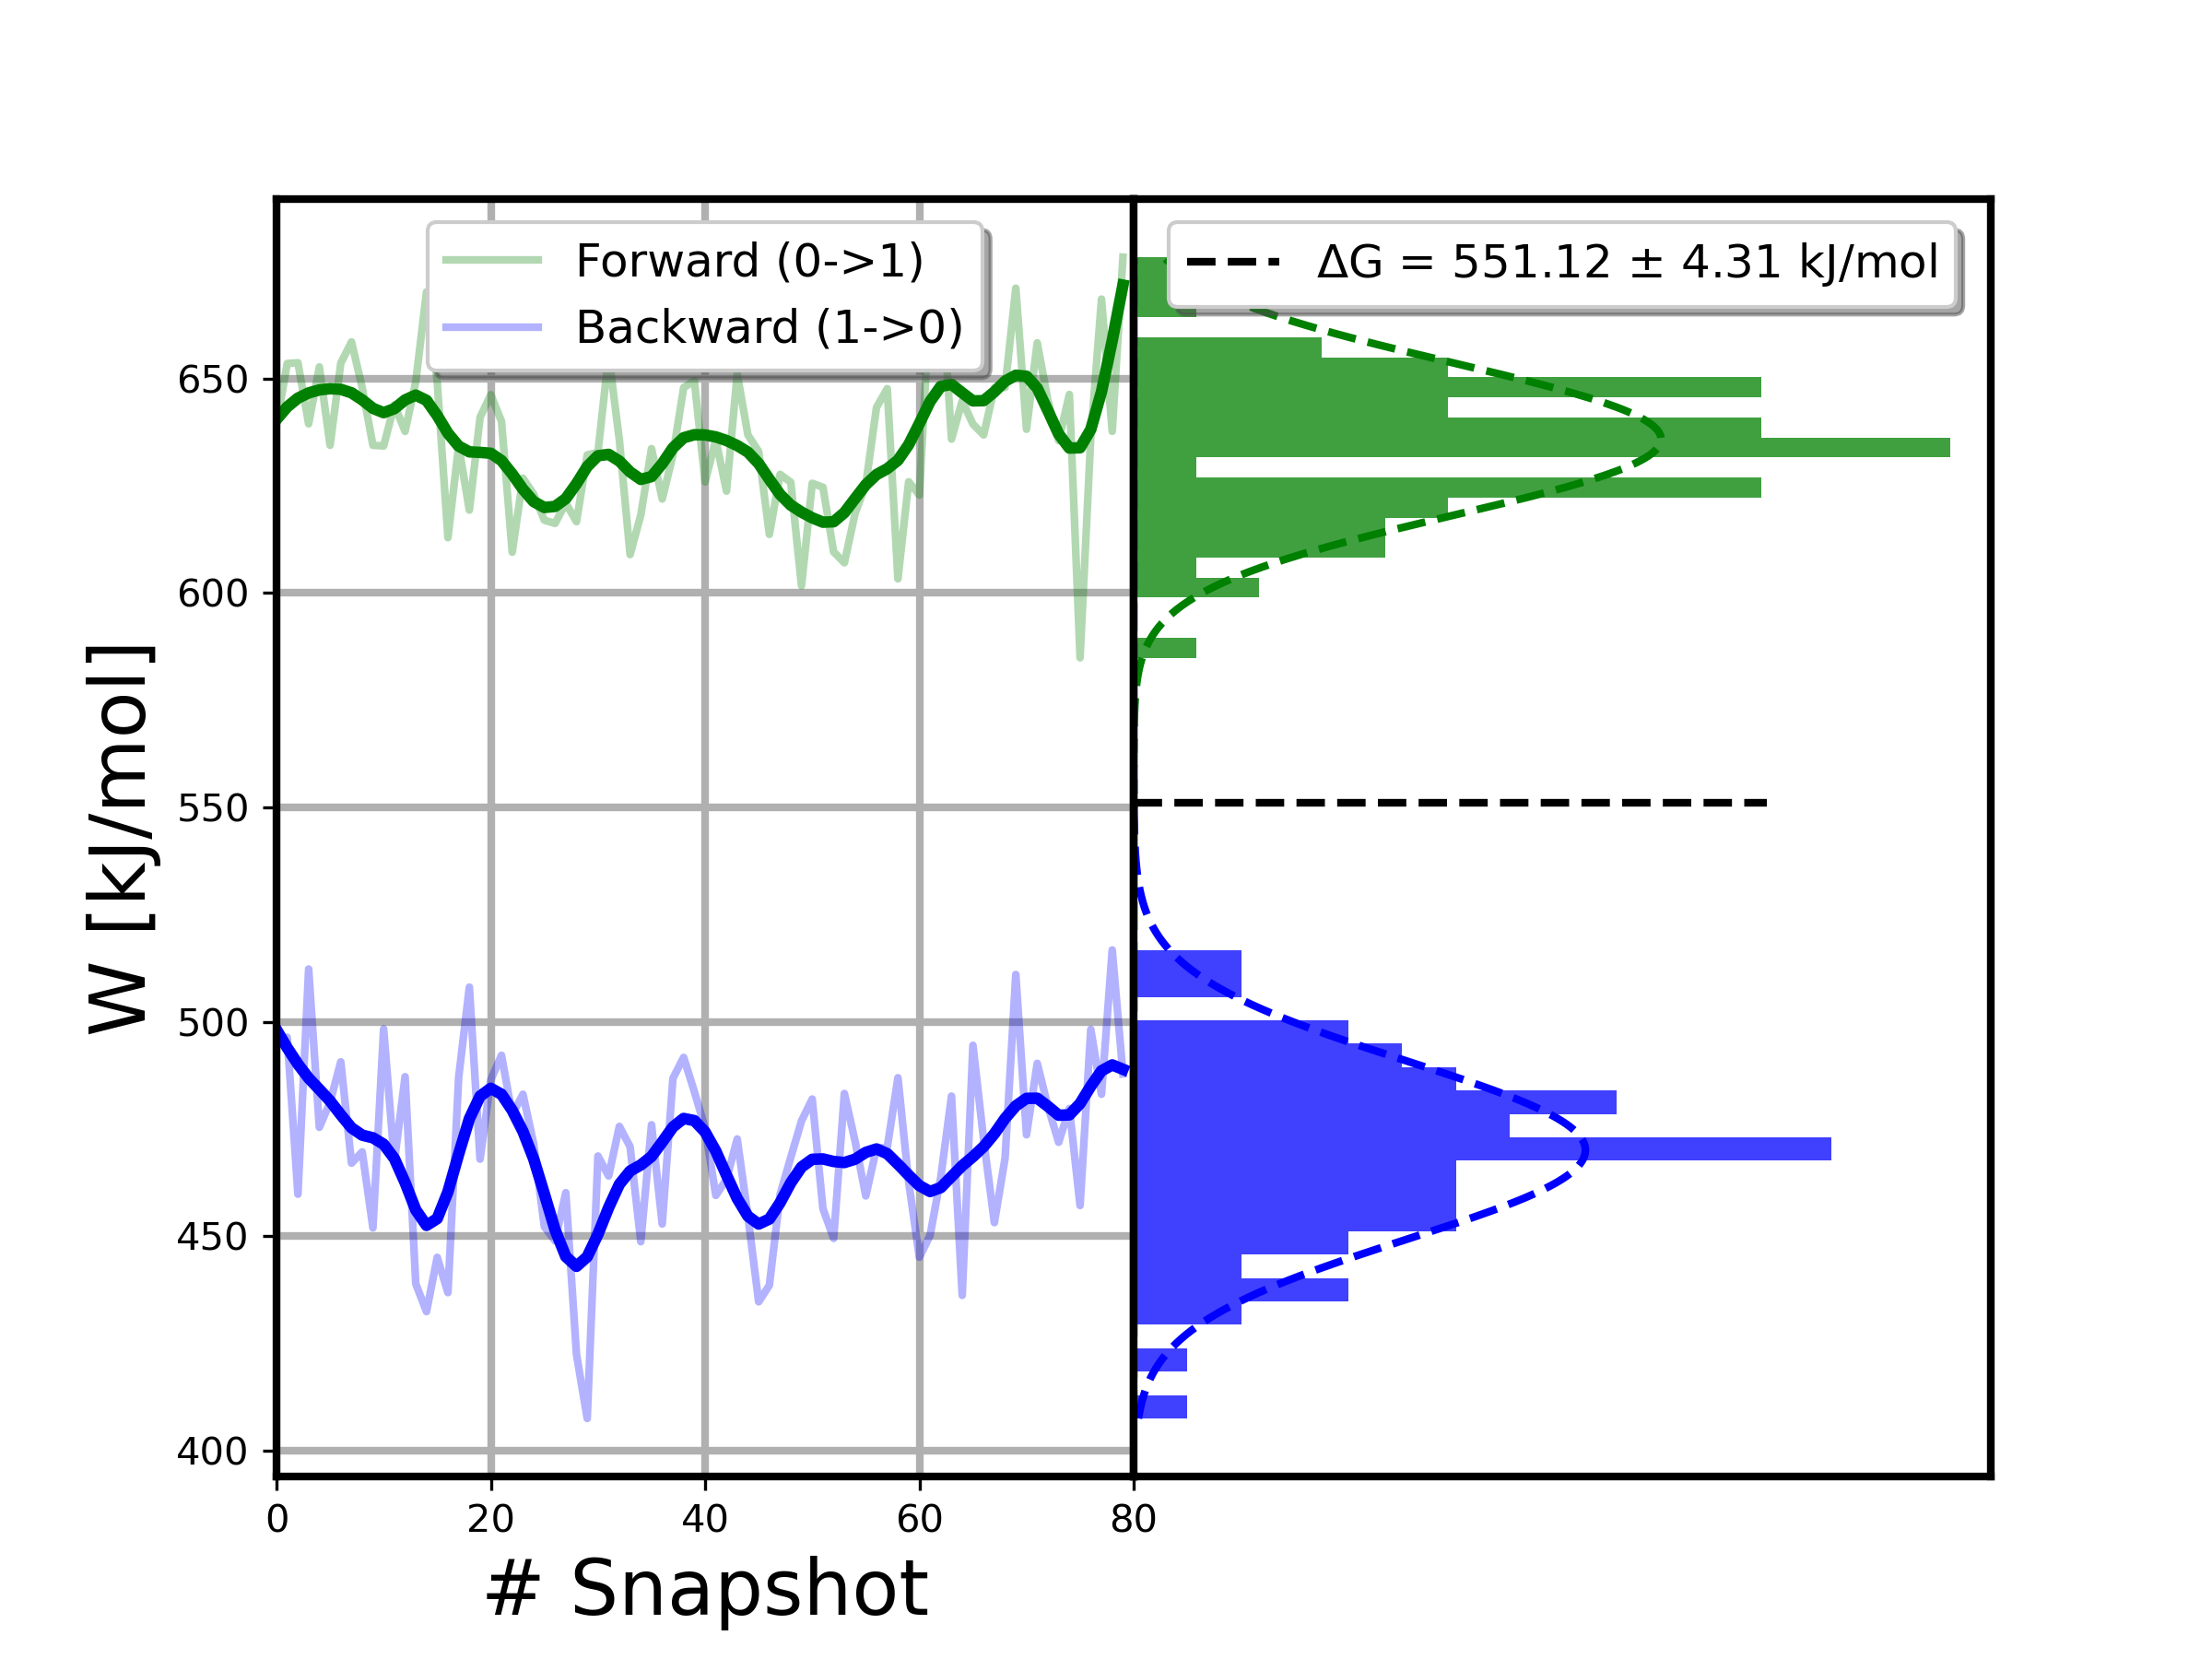 Forward (0->1)
Backward (1->0)
ΔG = 551.12 ± 4.31 kJ/mol
W [kJ/mol]
650
600
550
500
450
400
0 20 40 60 80
# Snapshot